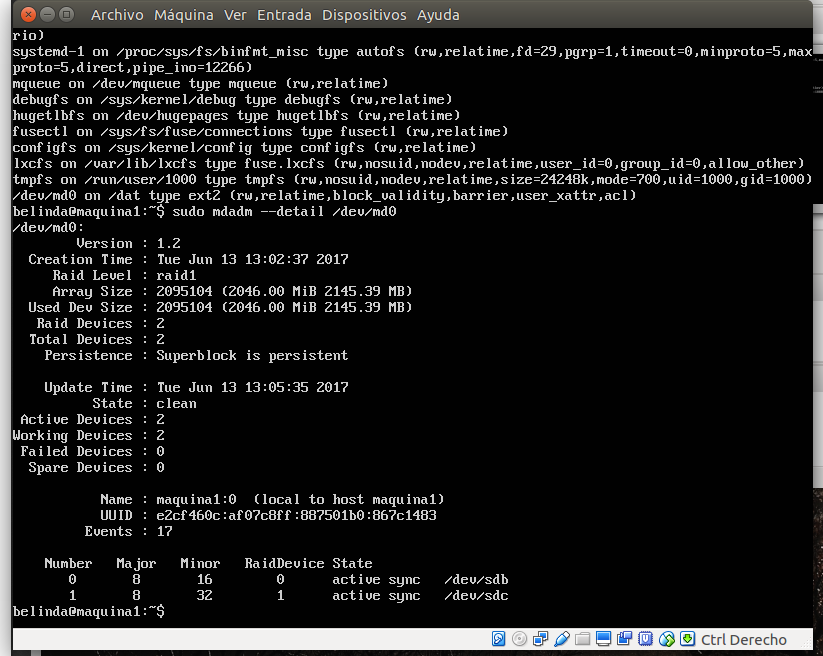 Archivo Máquina Ver Entrada Dispositivos Ayuda
rio)
systemd-1 on /proc/sys/fs/binfmt_misc type autofs (rw,relatime,fd=29,pgrp=1,timeout=0,minproto=5,max
proto=5,direct,pipe_ino=12266)
mqueue on /dev/mqueue type mqueue (rw,relatime)
debugfs on /sys/kernel/debug type debugfs (rw,relatime)
hugetlbfs on /dev/hugepages type hugetlbfs (rw,relatime)
fusectl on /sys/fs/fuse/connections type fusectl (rw,relatime)
configfs on /sys/kernel/config type configfs (rw,relatime)
lxcfs on /var/lib/lxcfs type fuse.lxcfs (rw,nosuid,nodev,relatime,user_id=0,group_id=0,allow_other)
tmpfs on /run/user/1000 type tmpfs (rw,nosuid,nodev,relatime,size=24248k,mode=700,uid=1000,gid=1000)
/dev/md0 on /dat type ext2 (rw,relatime,block_validity,barrier,user_xattr,acl)
belinda@maquina1:~$ sudo mdadm --detail /dev/md0
/dev/md0:
Version : 1.2
Creation Time : Tue Jun 13 13:02:37 2017
Raid Level : raid1
Array Size : 2095104 (2046.00 MiB 2145.39 MB)
Used Dev Size : 2095104 (2046.00 MiB 2145.39 MB)
Raid Devices : 2
Total Devices : 2
Persistence : Superblock is persistent
Update Time : Tue Jun 13 13:05:35 2017
State : clean
Active Devices : 2
Working Devices : 2
Failed Devices : 0
Spare Devices : 0
Name : maquina1:0 (local to host maquina1)
UUID : e2cf460c:af07c8ff:887501b0:867c1483
Events : 17
Number Major Minor RaidDevice State
0 8 16 0 active sync /dev/sdb
1 8 32 1 active sync /dev/sdc
belinda@maquina1:~$
Ctrl Derecho